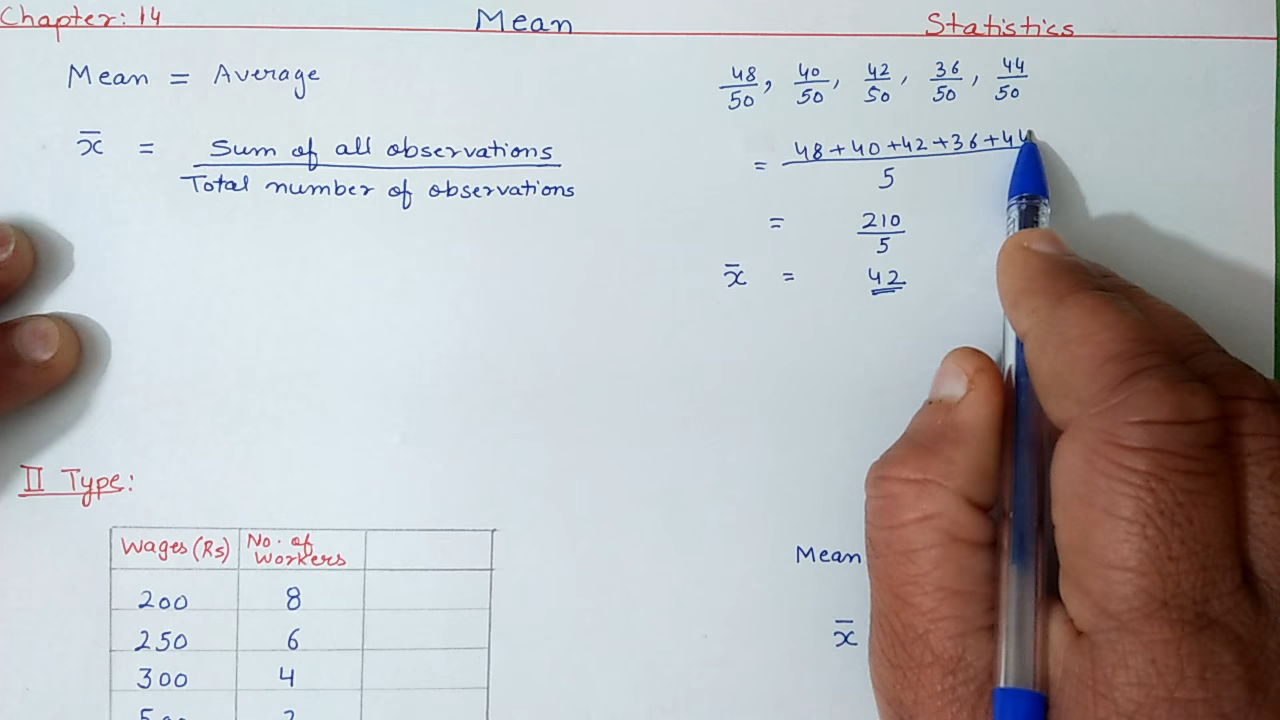 Chapter: 14 Mean Statistics
Mean = Average
x̄ = Sum of all observations / Total number of observations
48/50, 40/50, 42/50, 36/50, 44/50
= 48+40+42+36+44 / 5
= 210/5
x̄ = 42
II Type:
Wages (Rs) No. of Workers
200 8
250 6
300 4
Mean
x̄